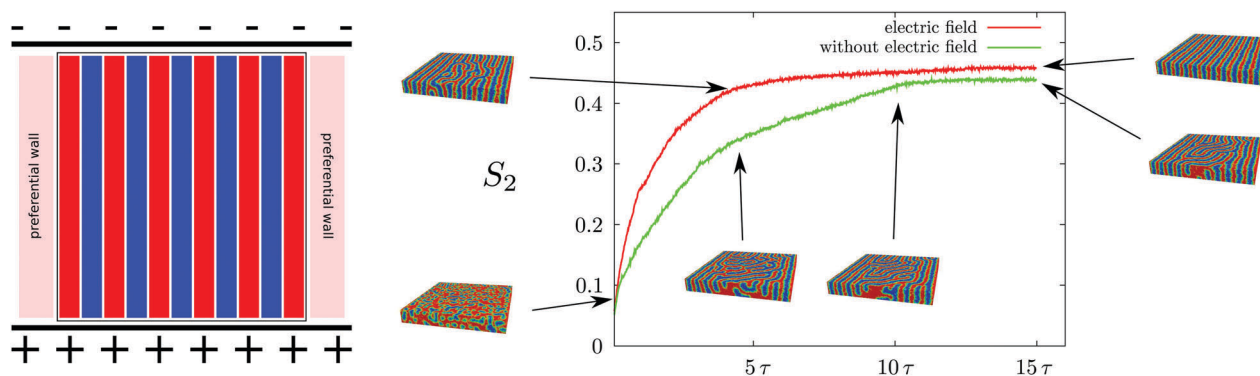 - - - - - - - -
preferential wall
preferential wall
+ + + + + + + +
S₂
0.5
0.4
0.3
0.2
0.1
0
5 τ
10 τ
15 τ
electric field
without electric field